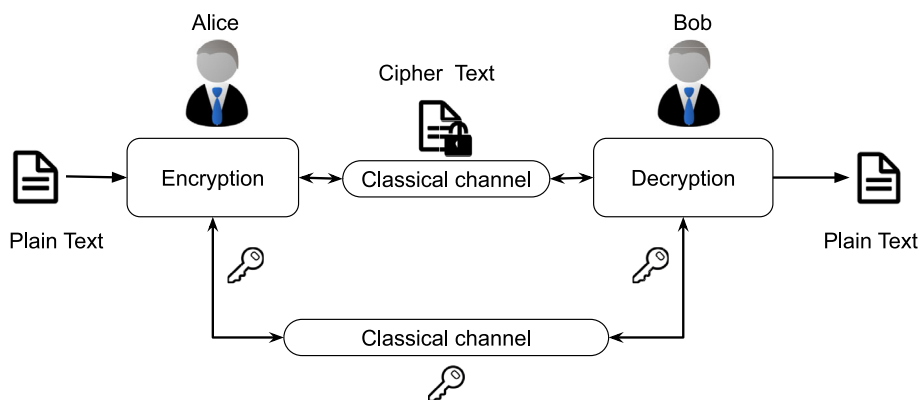 Alice
Bob
Cipher Text
Encryption
Classical channel
Decryption
Plain Text
Plain Text
Classical channel